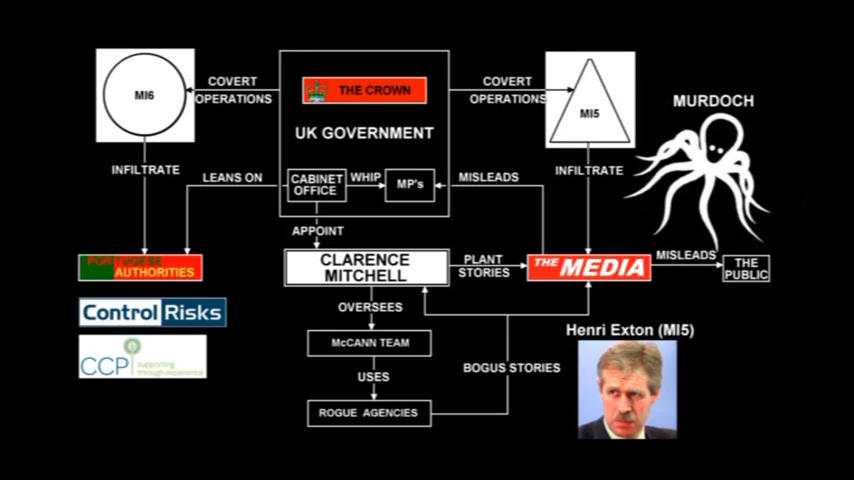 COVERT
OPERATIONS
MI6
THE CROWN
UK GOVERNMENT
COVERT
OPERATIONS
MI5
MURDOCH
INFILTRATE
LEANS ON
CABINET
OFFICE
WHIP
MP's
MISLEADS
INFILTRATE
APPOINT
PORTUGESE
AUTHORITIES
CLARENCE
MITCHELL
PLANT
STORIES
THE MEDIA
MISLEADS
THE
PUBLIC
Control Risks
OVERSEES
McCANN TEAM
Henri Exton (MI5)
CCP
supporting
through experience
USES
BOGUS STORIES
ROGUE AGENCIES